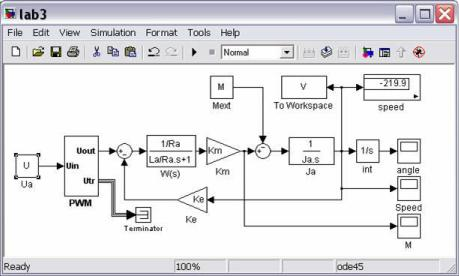 lab3
File Edit View Simulation Format Tools Help
Normal
M
Mext
V
To Workspace
-219.9
speed
U
Ua
Uout
Uin
Utr
PWM
1/Ra
La/Ra.s+1
W(s)
Km
Km
1
Ja.s
Ja
1/s
int
angle
Ke
Ke
Terminator
Speed
M
Ready 100% ode45